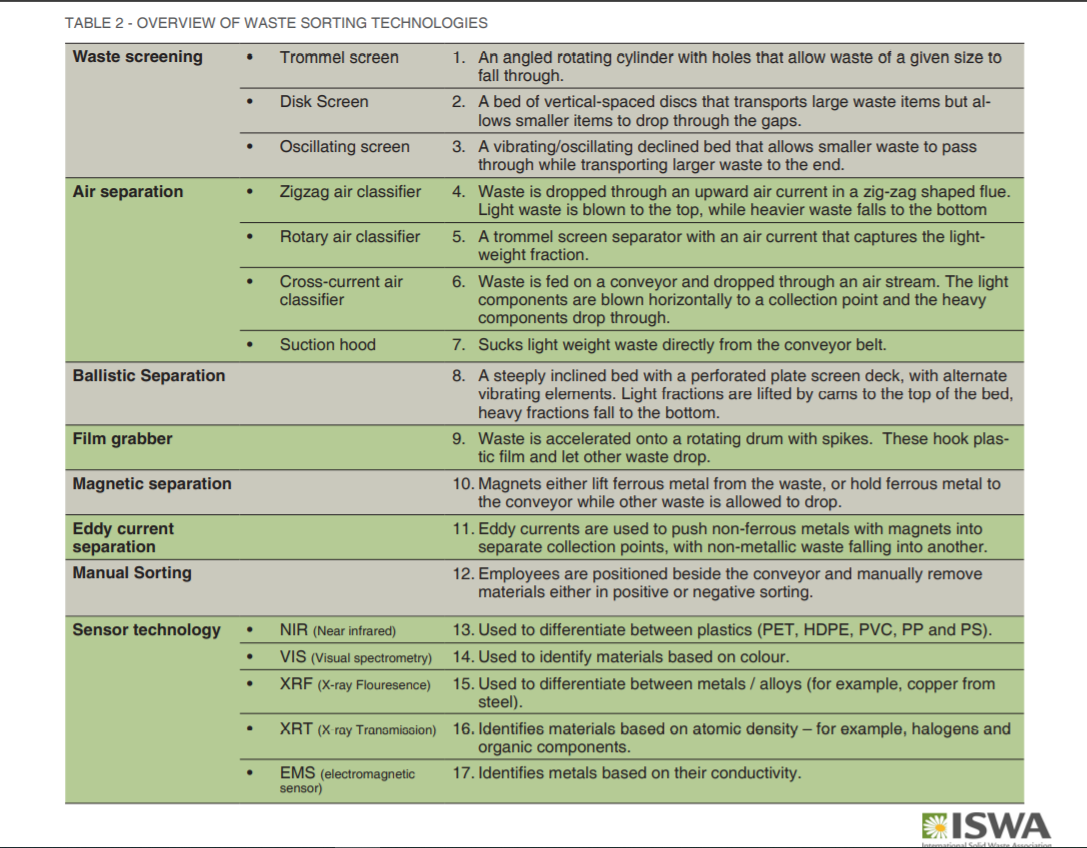 TABLE 2 - OVERVIEW OF WASTE SORTING TECHNOLOGIES
Waste screening • Trommel screen 1. An angled rotating cylinder with holes that allow waste of a given size to
fall through.
• Disk Screen 2. A bed of vertical-spaced discs that transports large waste items but al-
lows smaller items to drop through the gaps.
• Oscillating screen 3. A vibrating/oscillating declined bed that allows smaller waste to pass
through while transporting larger waste to the end.
Air separation • Zigzag air classifier 4. Waste is dropped through an upward air current in a zig-zag shaped flue.
Light waste is blown to the top, while heavier waste falls to the bottom
• Rotary air classifier 5. A trommel screen separator with an air current that captures the light-
weight fraction.
• Cross-current air 6. Waste is fed on a conveyor and dropped through an air stream. The light
classifier components are blown horizontally to a collection point and the heavy
components drop through.
• Suction hood 7. Sucks light weight waste directly from the conveyor belt.
Ballistic Separation 8. A steeply inclined bed with a perforated plate screen deck, with alternate
vibrating elements. Light fractions are lifted by cams to the top of the bed,
heavy fractions fall to the bottom.
Film grabber 9. Waste is accelerated onto a rotating drum with spikes. These hook plas-
tic film and let other waste drop.
Magnetic separation 10. Magnets either lift ferrous metal from the waste, or hold ferrous metal to
the conveyor while other waste is allowed to drop.
Eddy current 11. Eddy currents are used to push non-ferrous metals with magnets into
separation separate collection points, with non-metallic waste falling into another.
Manual Sorting 12. Employees are positioned beside the conveyor and manually remove
materials either in positive or negative sorting.
Sensor technology • NIR (Near infrared) 13. Used to differentiate between plastics (PET, HDPE, PVC, PP and PS).
• VIS (Visual spectrometry) 14. Used to identify materials based on colour.
• XRF (X-ray Flouresence) 15. Used to differentiate between metals / alloys (for example, copper from
steel).
• XRT (X-ray Transmission) 16. Identifies materials based on atomic density – for example, halogens and
organic components.
• EMS (electromagnetic 17. Identifies metals based on their conductivity.
sensor)
ISWA
International Solid Waste Association